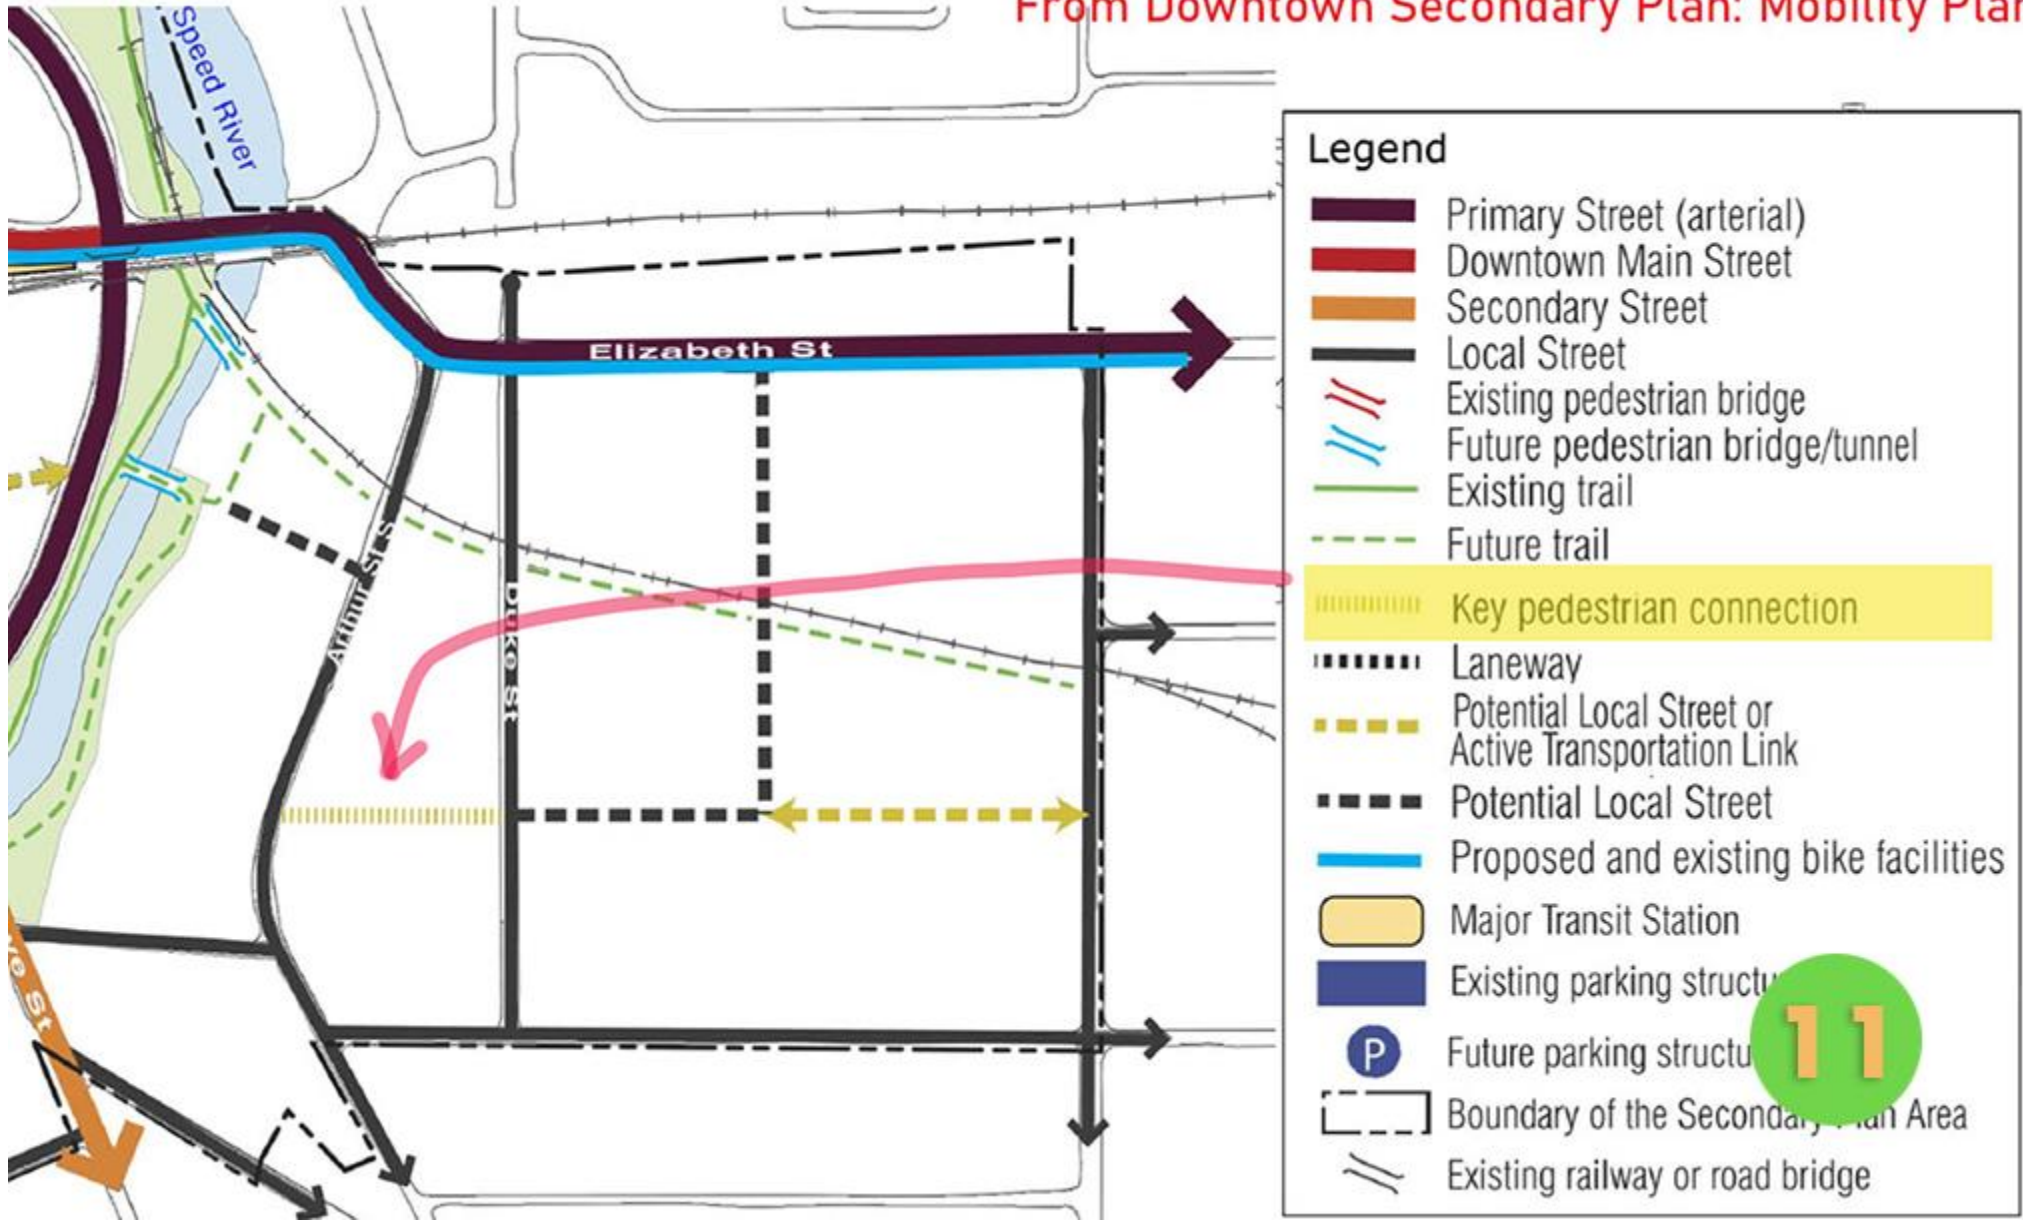 From Downtown Secondary Plan: Mobility Plan
Speed River
Elizabeth St
Arthur St S
Duke St
St
Legend
Primary Street (arterial)
Downtown Main Street
Secondary Street
Local Street
Existing pedestrian bridge
Future pedestrian bridge/tunnel
Existing trail
Future trail
Key pedestrian connection
Laneway
Potential Local Street or
Active Transportation Link
Potential Local Street
Proposed and existing bike facilities
Major Transit Station
Existing parking structu
P
Future parking structu
Boundary of the Secondary Plan Area
Existing railway or road bridge
11